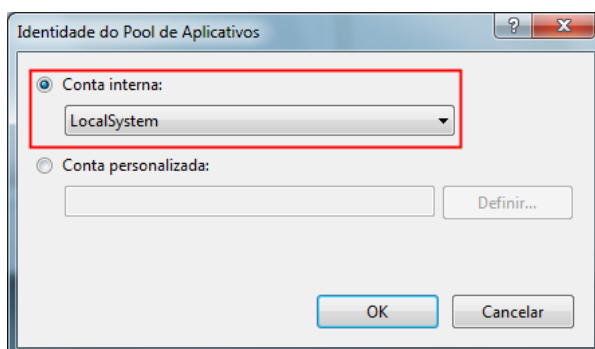 Identidade do Pool de Aplicativos
Conta interna:
LocalSystem
Conta personalizada:
Definir...
OK Cancelar